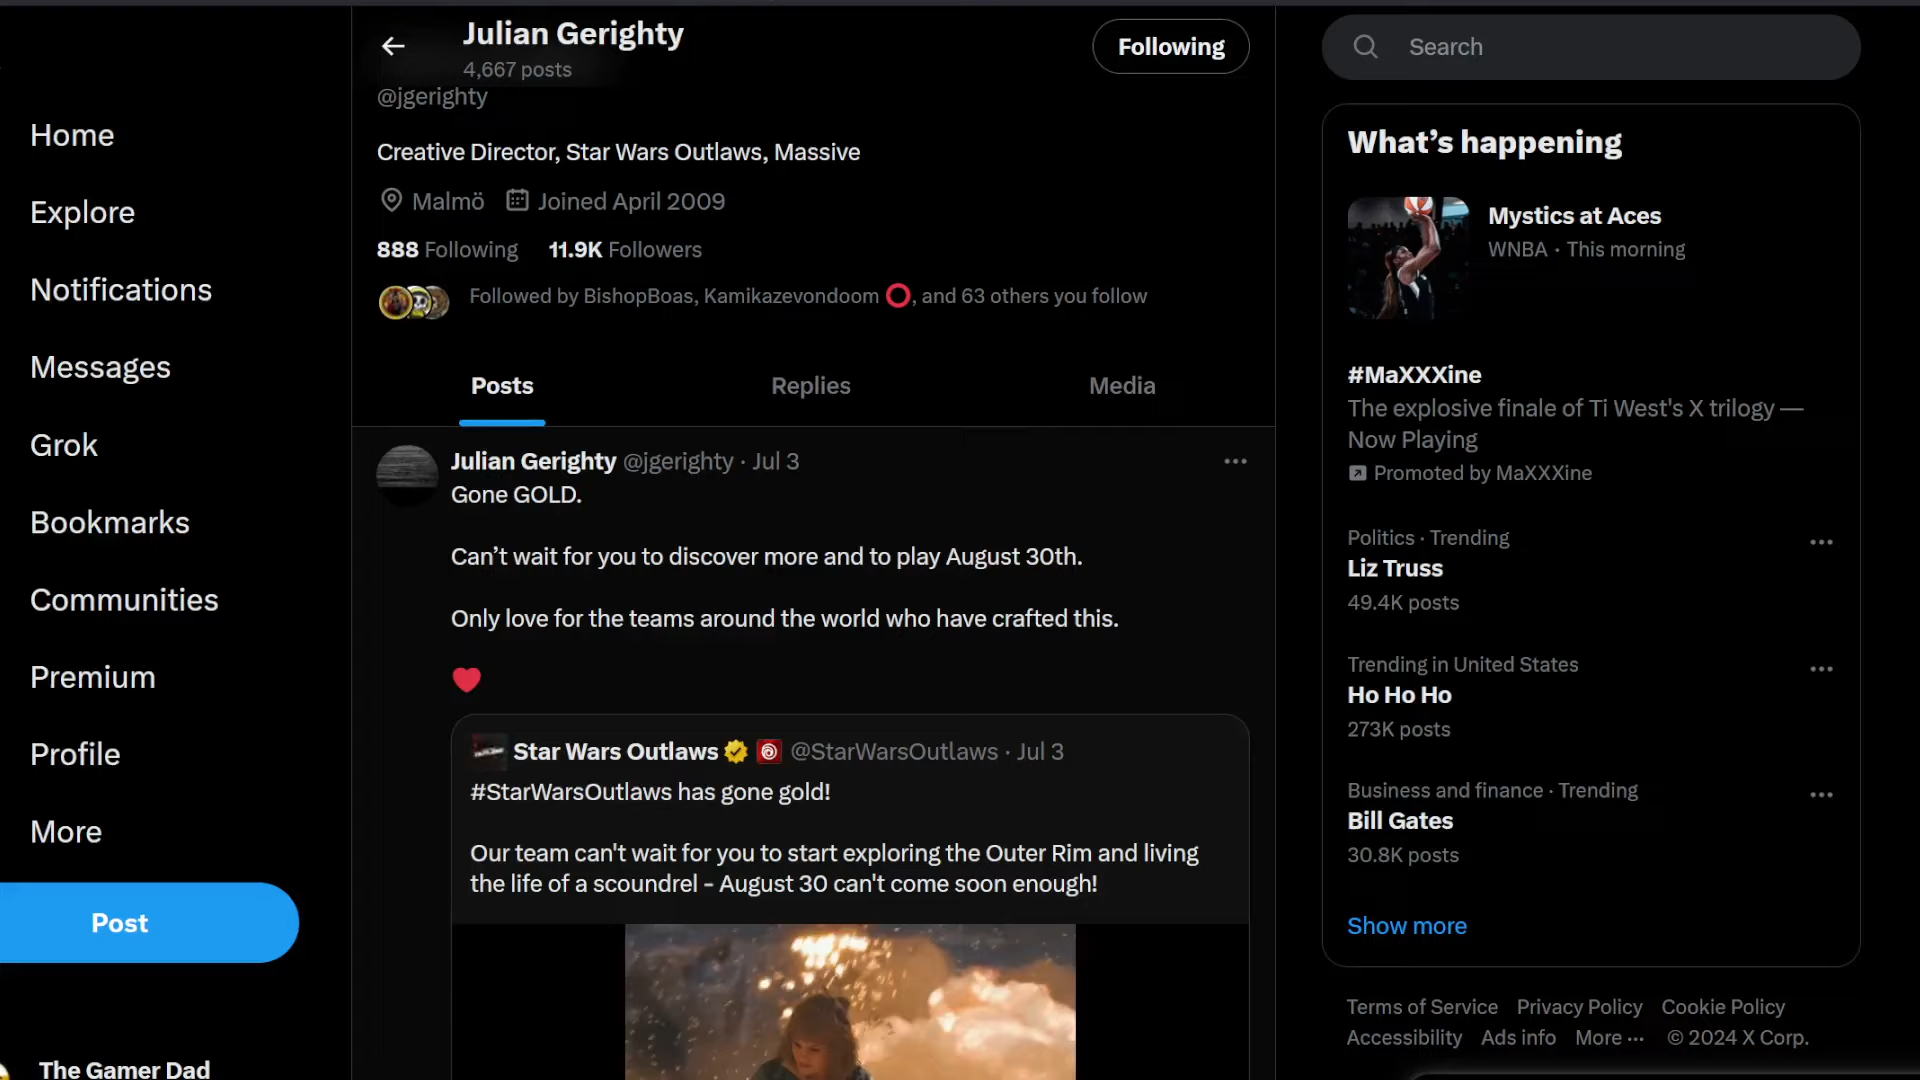 Julian Gerighty
4,667 posts
Following
Search
@jgerighty
Creative Director, Star Wars Outlaws, Massive
Malmö Joined April 2009
888 Following 11.9K Followers
Followed by BishopBoas, Kamikazevondoom ⭕, and 63 others you follow
Posts Replies Media
Home
Explore
Notifications
Messages
Grok
Bookmarks
Communities
Premium
Profile
More
Post
The Gamer Dad
Julian Gerighty @jgerighty · Jul 3
Gone GOLD.
Can’t wait for you to discover more and to play August 30th.
Only love for the teams around the world who have crafted this.
❤️
Star Wars Outlaws @StarWarsOutlaws · Jul 3
#StarWarsOutlaws has gone gold!
Our team can't wait for you to start exploring the Outer Rim and living
the life of a scoundrel - August 30 can't come soon enough!
What’s happening
Mystics at Aces
WNBA · This morning
#MaXXXine
The explosive finale of Ti West's X trilogy —
Now Playing
Promoted by MaXXXine
Politics · Trending
Liz Truss
49.4K posts
Trending in United States
Ho Ho Ho
273K posts
Business and finance · Trending
Bill Gates
30.8K posts
Show more
Terms of Service Privacy Policy Cookie Policy
Accessibility Ads info More ··· © 2024 X Corp.